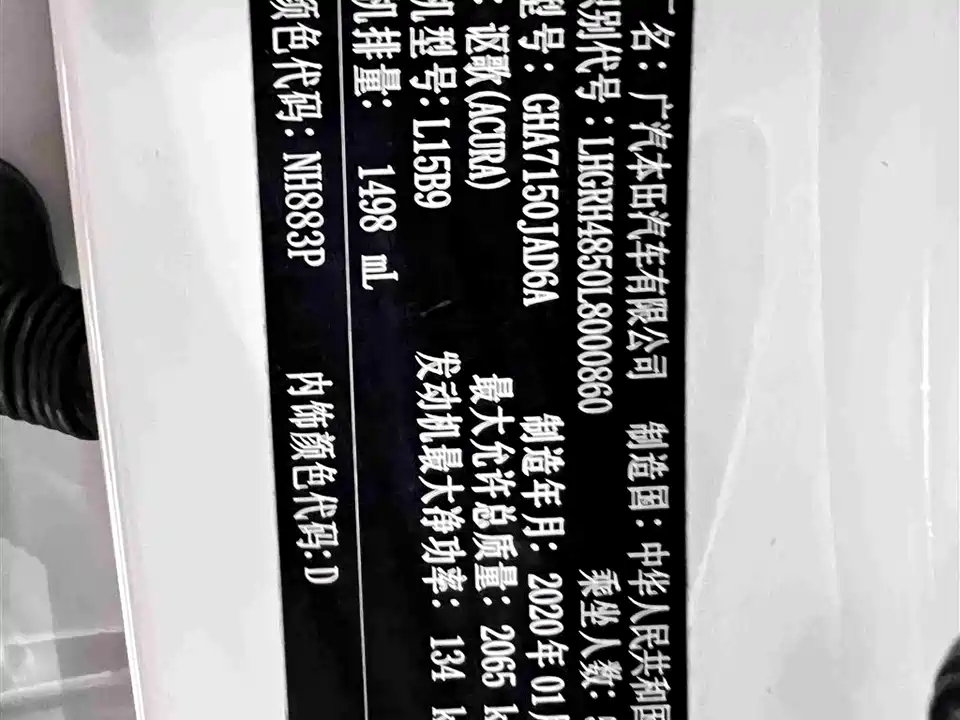 名：广汽本田汽车有限公司 制造国：中华人民共和国
识别代号：LHGRH4850L8000860 乘坐人数：
型号：GHA7150JAD6A 制造年月：2020年01月
：讴歌(ACURA) 最大允许总质量：2065 k
机型号：L15B9 发动机最大净功率：134 k
机排量：1498 mL
颜色代码：NH883P 内饰颜色代码：D